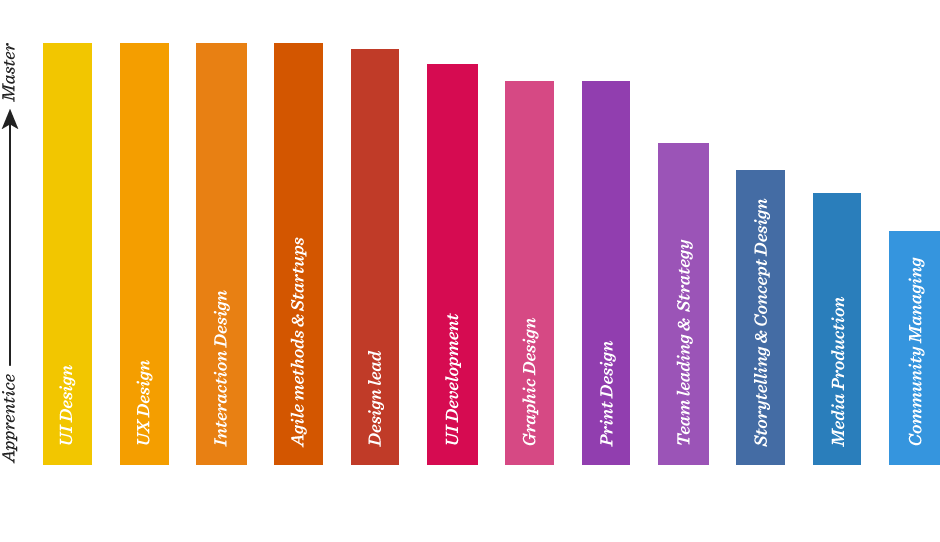 Master
Apprentice
UI Design
UX Design
Interaction Design
Agile methods & Startups
Design lead
UI Development
Graphic Design
Print Design
Team leading & Strategy
Storytelling & Concept Design
Media Production
Community Managing